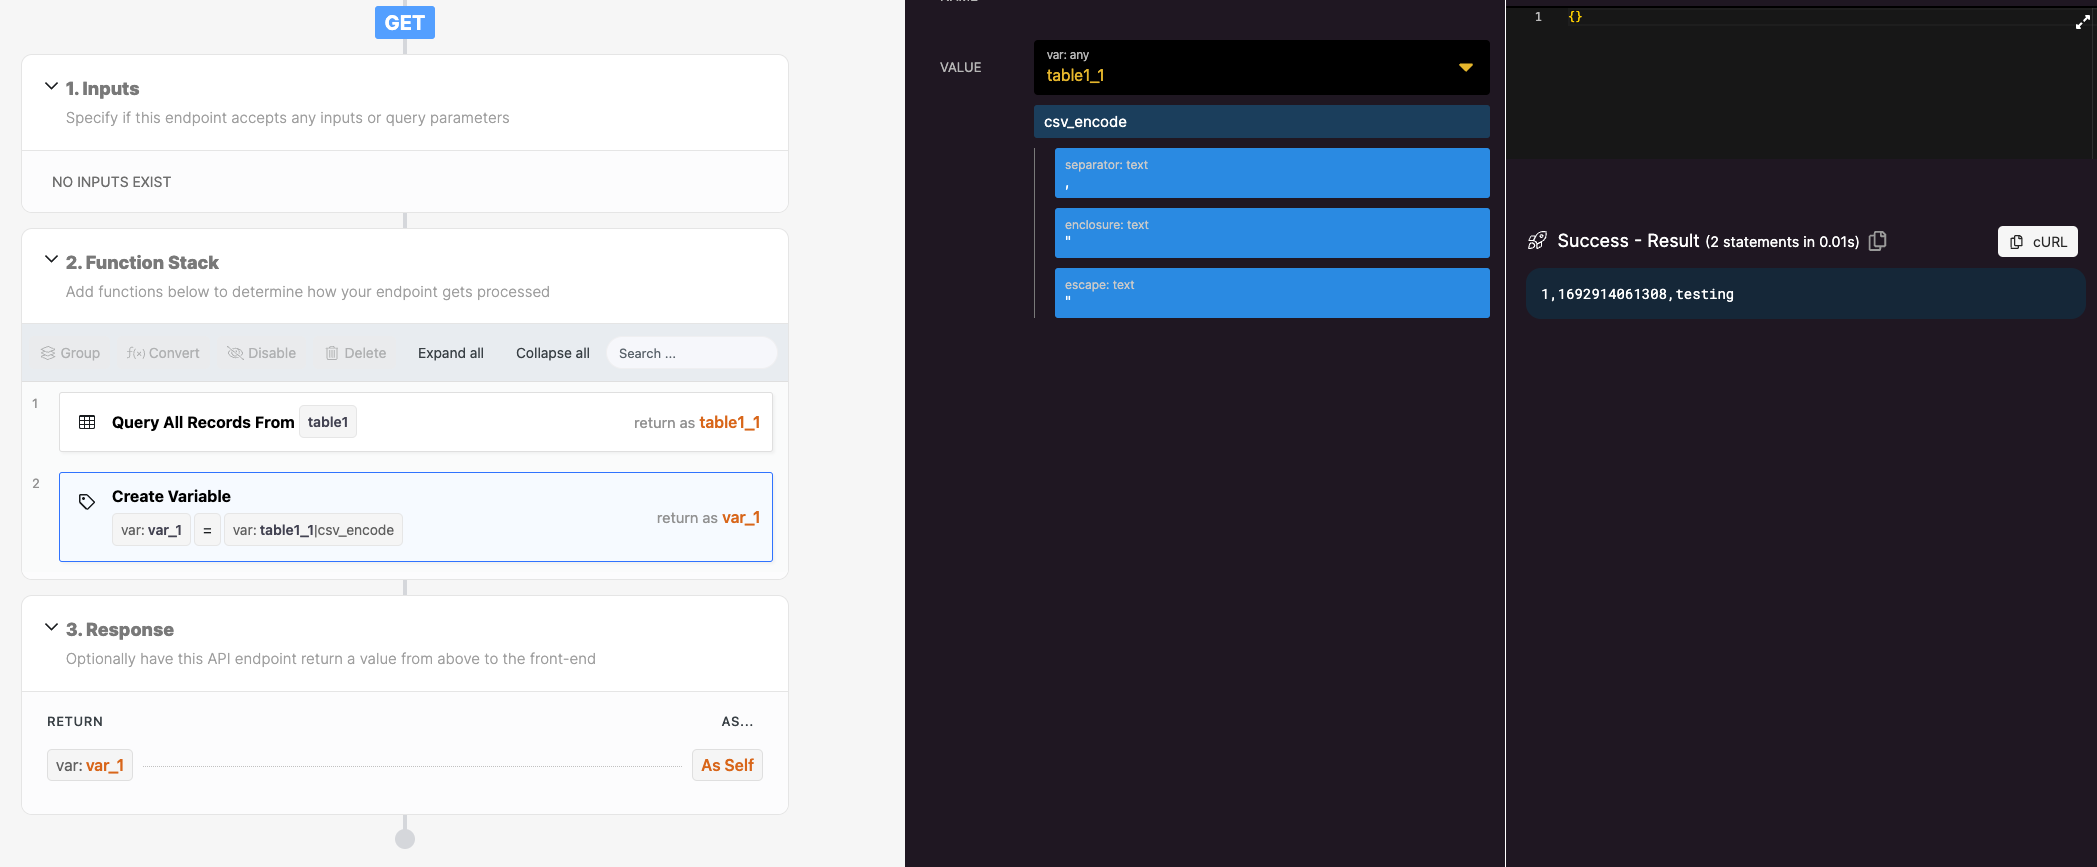 GET
1. Inputs
Specify if this endpoint accepts any inputs or query parameters
NO INPUTS EXIST
2. Function Stack
Add functions below to determine how your endpoint gets processed
Group f(x) Convert Disable Delete Expand all Collapse all Search ...
1
Query All Records From table1 return as table1_1
2
Create Variable
var: var_1 = var: table1_1|csv_encode return as var_1
3. Response
Optionally have this API endpoint return a value from above to the front-end
RETURN AS...
var: var_1 As Self
VALUE
var: any
table1_1
csv_encode
separator: text
,
enclosure: text
"
escape: text
"
1 {}
Success - Result (2 statements in 0.01s) cURL
1,1692914061308,testing